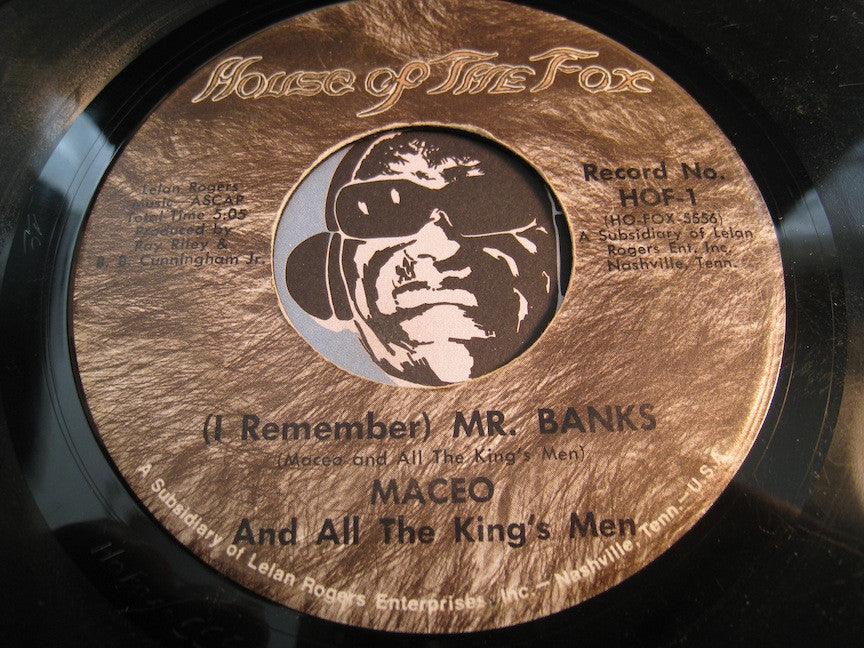 House of The Fox
Lelan Rogers
Music, ASCAP
Total Time 5:05
Produced by
Ray Riley &
B. B. Cunningham Jr.
Record No.
HOF-1
(HO-FOX-5556)
A Subsidiary of Lelan
Rogers Ent. Inc.
Nashville, Tenn.
(I Remember) MR. BANKS
(Maceo and All The King's Men)
MACEO
And All The King's Men
A Subsidiary of Lelan Rogers Enterprises, Inc.— Nashville, Tenn.— U.S.A.